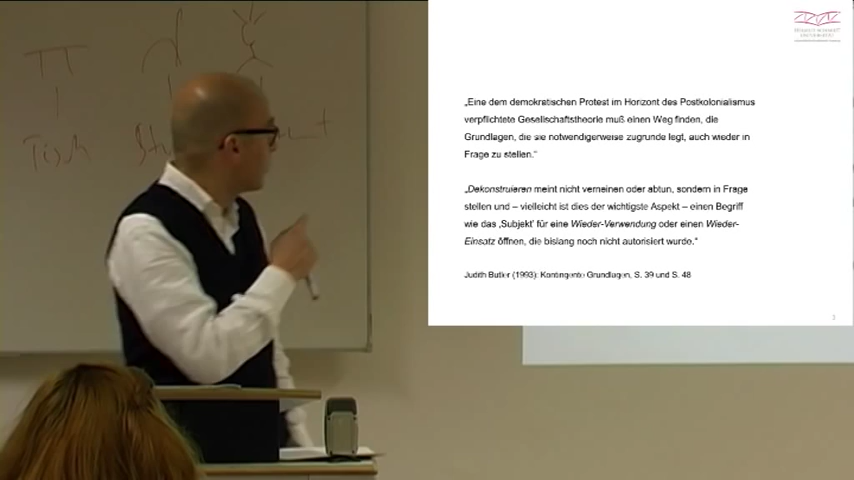 Tisch
„Eine dem demokratischen Protest im Horizont des Postkolonialismus
verpflichtete Gesellschaftstheorie muß einen Weg finden, die
Grundlagen, die sie notwendigerweise zugrunde legt, auch wieder in
Frage zu stellen.“
„Dekonstruieren meint nicht verneinen oder abtun, sondern in Frage
stellen und – vielleicht ist dies der wichtigste Aspekt – einen Begriff
wie das ‚Subjekt‘ für eine Wieder-Verwendung oder einen Wieder-
Einsatz öffnen, die bislang noch nicht autorisiert wurde.“
Judith Butler (1993): Kontingente Grundlagen, S. 39 und S. 48